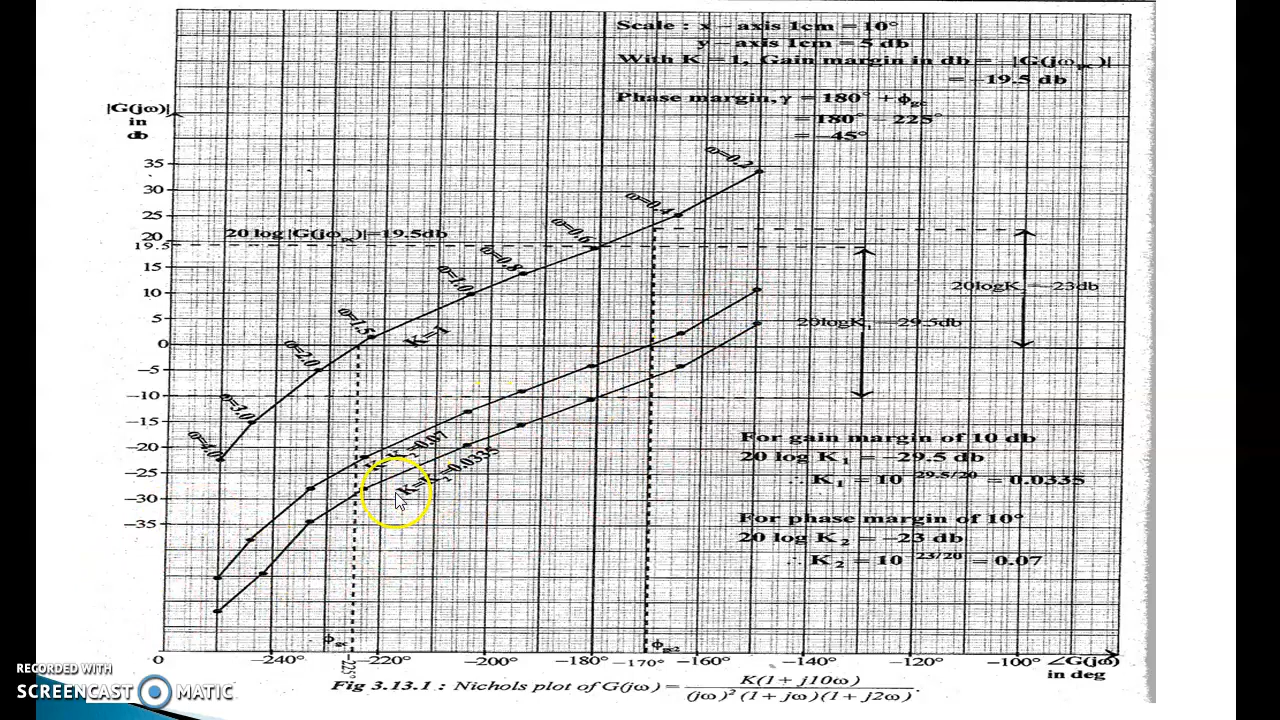 Scale : x – axis 1cm = 10°
y – axis 1cm = 5 db
With K = 1, Gain margin in db = –|G(jωpc)|
= –19.5 db
Phase margin, γ = 180° + ϕgc
= 180° – 225°
= –45°
|G(jω)|
in
db
35
30
25
20
19.5
15
10
5
0
–5
–10
–15
–20
–25
–30
–35
20 log |G(jωpc)|=19.5db
ω=0.2
ω=0.4
ω=0.6
ω=0.8
ω=1.0
ω=1.5
ω=2.0
ω=3.0
ω=4.0
K=1
20logK = –23db
20logK1 = –29.5db
K=K2=0.07
K=K1=0.0335
For gain margin of 10 db
20 log K1 = –29.5 db
∴ K1 = 10 –29.5/20 = 0.0335
For phase margin of 10°
20 log K2 = –23 db
∴ K2 = 10 –23/20 = 0.07
ϕgc
ϕgc2
0 –240° –225° –220° –200° –180° –170° –160° –140° –120° –100° ∠G(jω)
in deg
Fig 3.13.1 : Nichols plot of G(jω) = K(1 + j10ω) / (jω)² (1 + jω)(1 + j2ω) .
RECORDED WITH
SCREENCAST MATIC